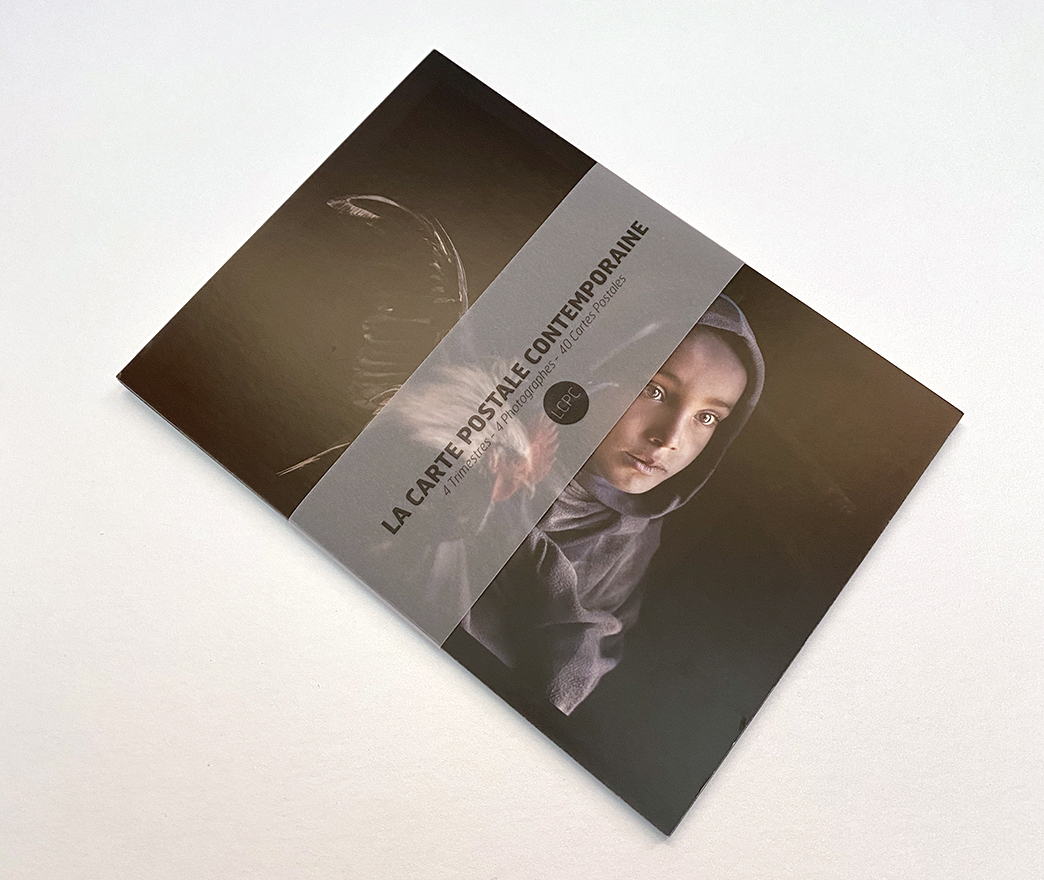 LA CARTE POSTALE CONTEMPORAINE
4 Trimestres - 4 Photographes - 40 Cartes Postales
LCPC